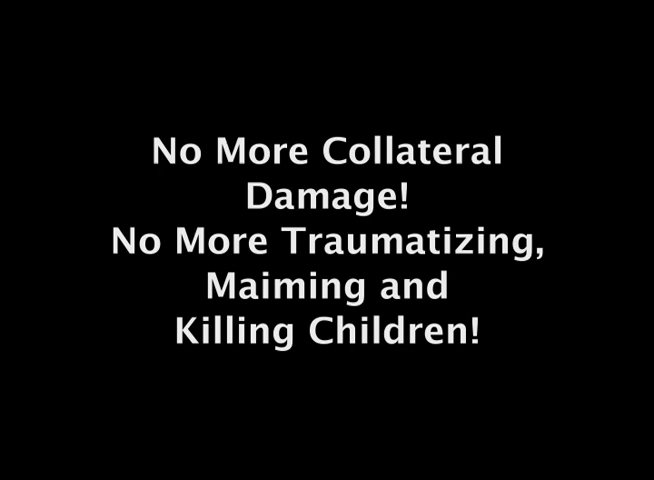 No More Collateral
Damage!
No More Traumatizing,
Maiming and
Killing Children!